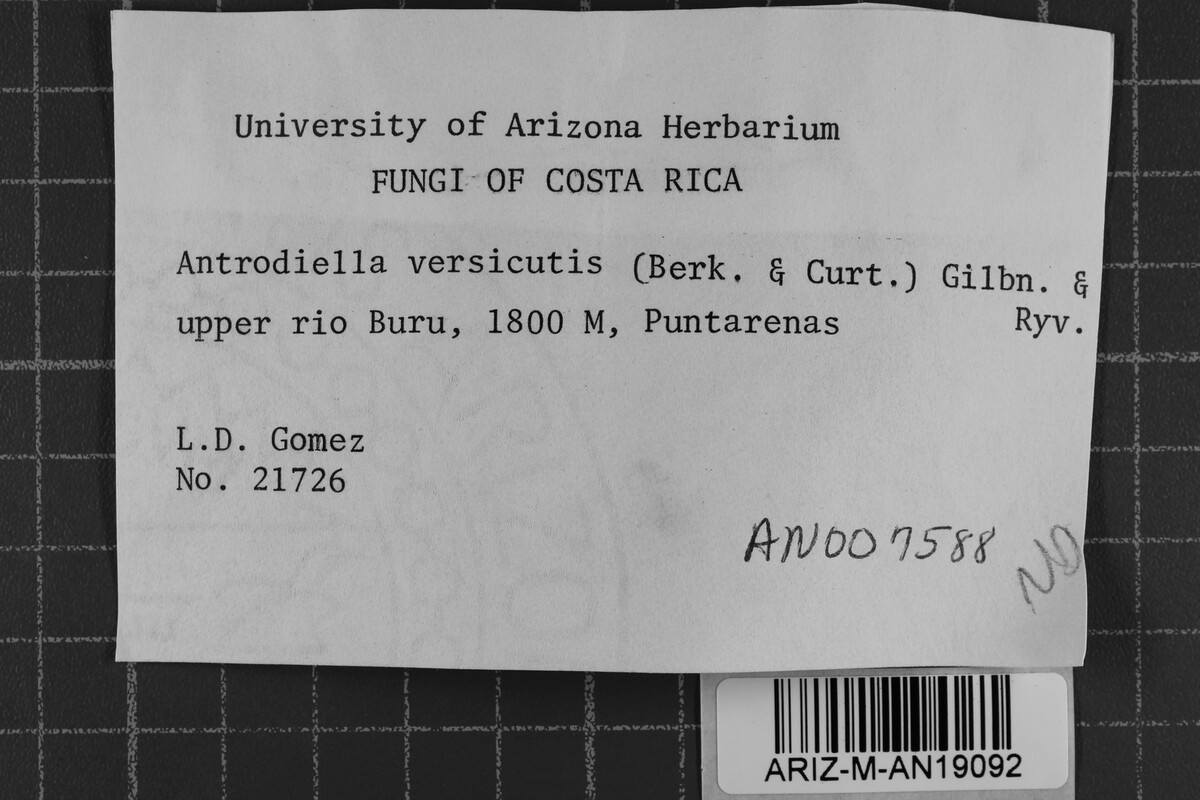 University of Arizona Herbarium
FUNGI OF COSTA RICA
Antrodiella versicutis (Berk. & Curt.) Gilbn. &
upper rio Buru, 1800 M, Puntarenas Ryv.
L.D. Gomez
No. 21726
AN007588
NO
ARIZ-M-AN19092